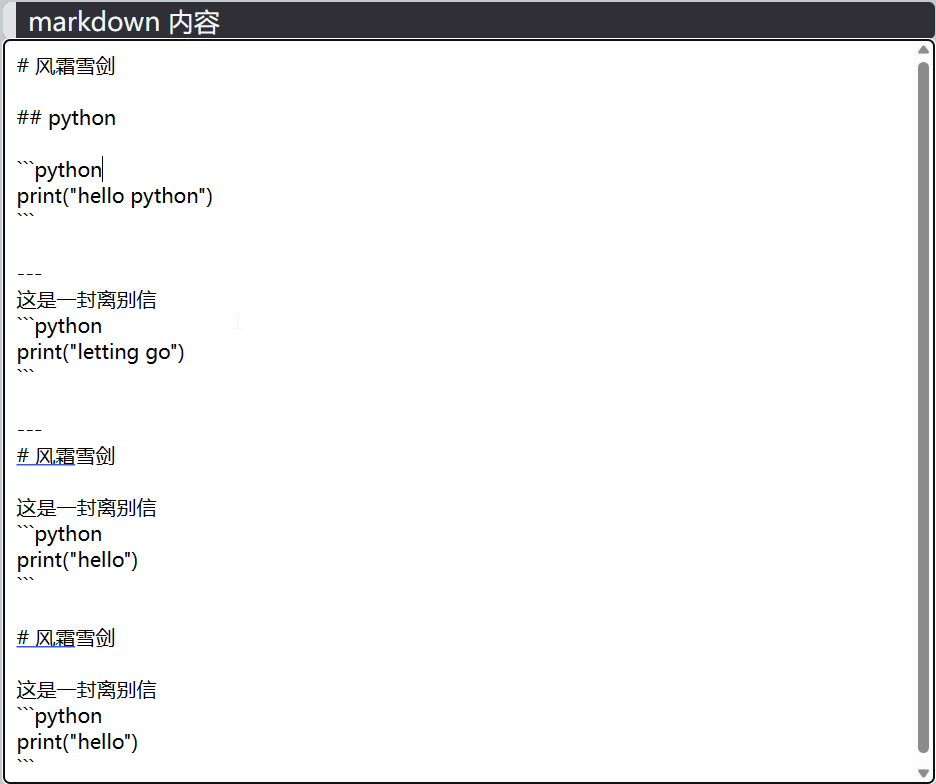 markdown 内容
# 风霜雪剑
## python
```python
print("hello python")
```
---
这是一封离别信
```python
print("letting go")
```
---
# 风霜雪剑
这是一封离别信
```python
print("hello")
```
# 风霜雪剑
这是一封离别信
```python
print("hello")
```